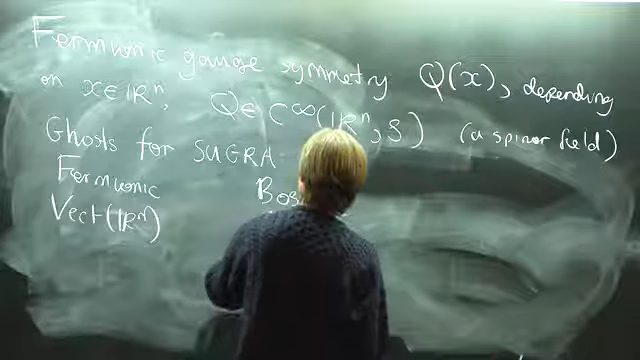 Fermionic gauge symmetry Q(x), depending
on x∈ℝⁿ, Q∈C^∞(ℝⁿ, S) (a spinor field)
Ghosts for SUGRA
Fermionic Bos
Vect(ℝⁿ)